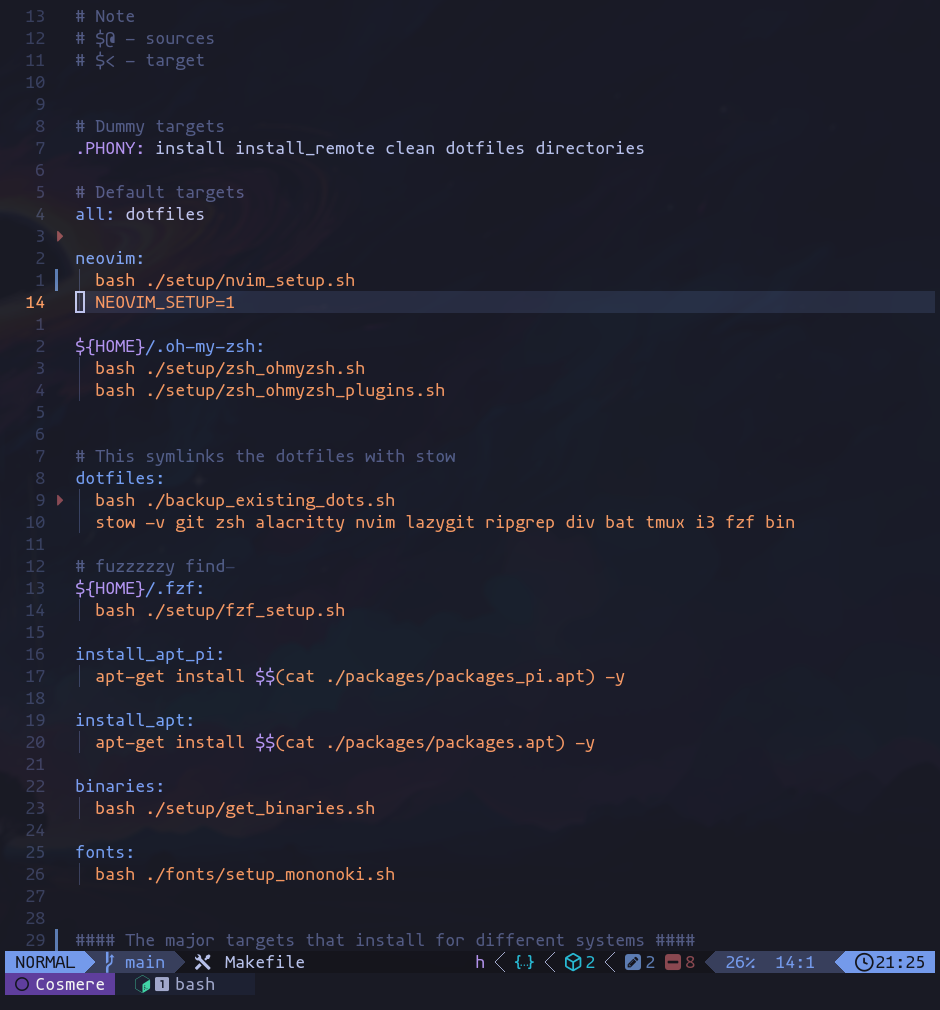 13 # Note
12 # $@ - sources
11 # $< - target
10
9
8 # Dummy targets
7 .PHONY: install install_remote clean dotfiles directories
6
5 # Default targets
4 all: dotfiles
3
2 neovim:
1 bash ./setup/nvim_setup.sh
14 NEOVIM_SETUP=1
1
2 ${HOME}/.oh-my-zsh:
3 bash ./setup/zsh_ohmyzsh.sh
4 bash ./setup/zsh_ohmyzsh_plugins.sh
5
6
7 # This symlinks the dotfiles with stow
8 dotfiles:
9 bash ./backup_existing_dots.sh
10 stow -v git zsh alacritty nvim lazygit ripgrep div bat tmux i3 fzf bin
11
12 # fuzzzzzy find-
13 ${HOME}/.fzf:
14 bash ./setup/fzf_setup.sh
15
16 install_apt_pi:
17 apt-get install $$(cat ./packages/packages_pi.apt) -y
18
19 install_apt:
20 apt-get install $$(cat ./packages/packages.apt) -y
21
22 binaries:
23 bash ./setup/get_binaries.sh
24
25 fonts:
26 bash ./fonts/setup_mononoki.sh
27
28
29 #### The major targets that install for different systems ####
NORMAL main Makefile h {..} 2 2 8 26% 14:1 21:25
Cosmere 1 bash